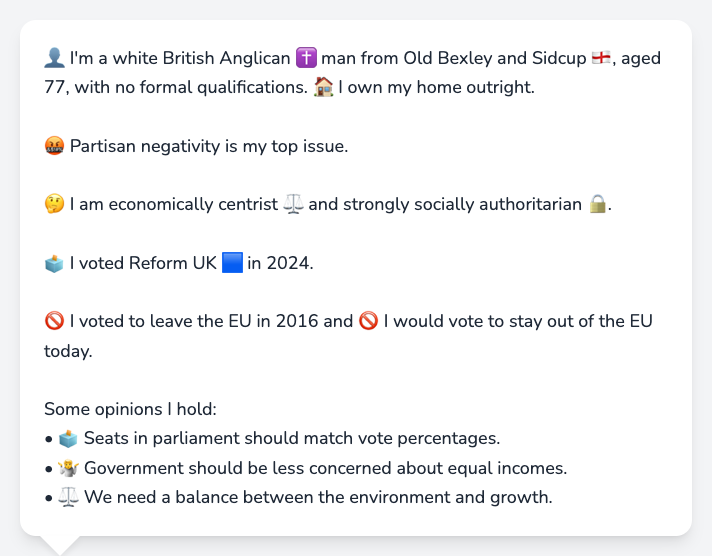 👤 I'm a white British Anglican ✝️ man from Old Bexley and Sidcup 🏴󠁧󠁢󠁥󠁮󠁧󠁿, aged
77, with no formal qualifications. 🏠 I own my home outright.
🤬 Partisan negativity is my top issue.
🤔 I am economically centrist ⚖️ and strongly socially authoritarian 🔒.
🗳️ I voted Reform UK 🟦 in 2024.
🚫 I voted to leave the EU in 2016 and 🚫 I would vote to stay out of the EU
today.
Some opinions I hold:
• 🗳️ Seats in parliament should match vote percentages.
• 🤷 Government should be less concerned about equal incomes.
• ⚖️ We need a balance between the environment and growth.